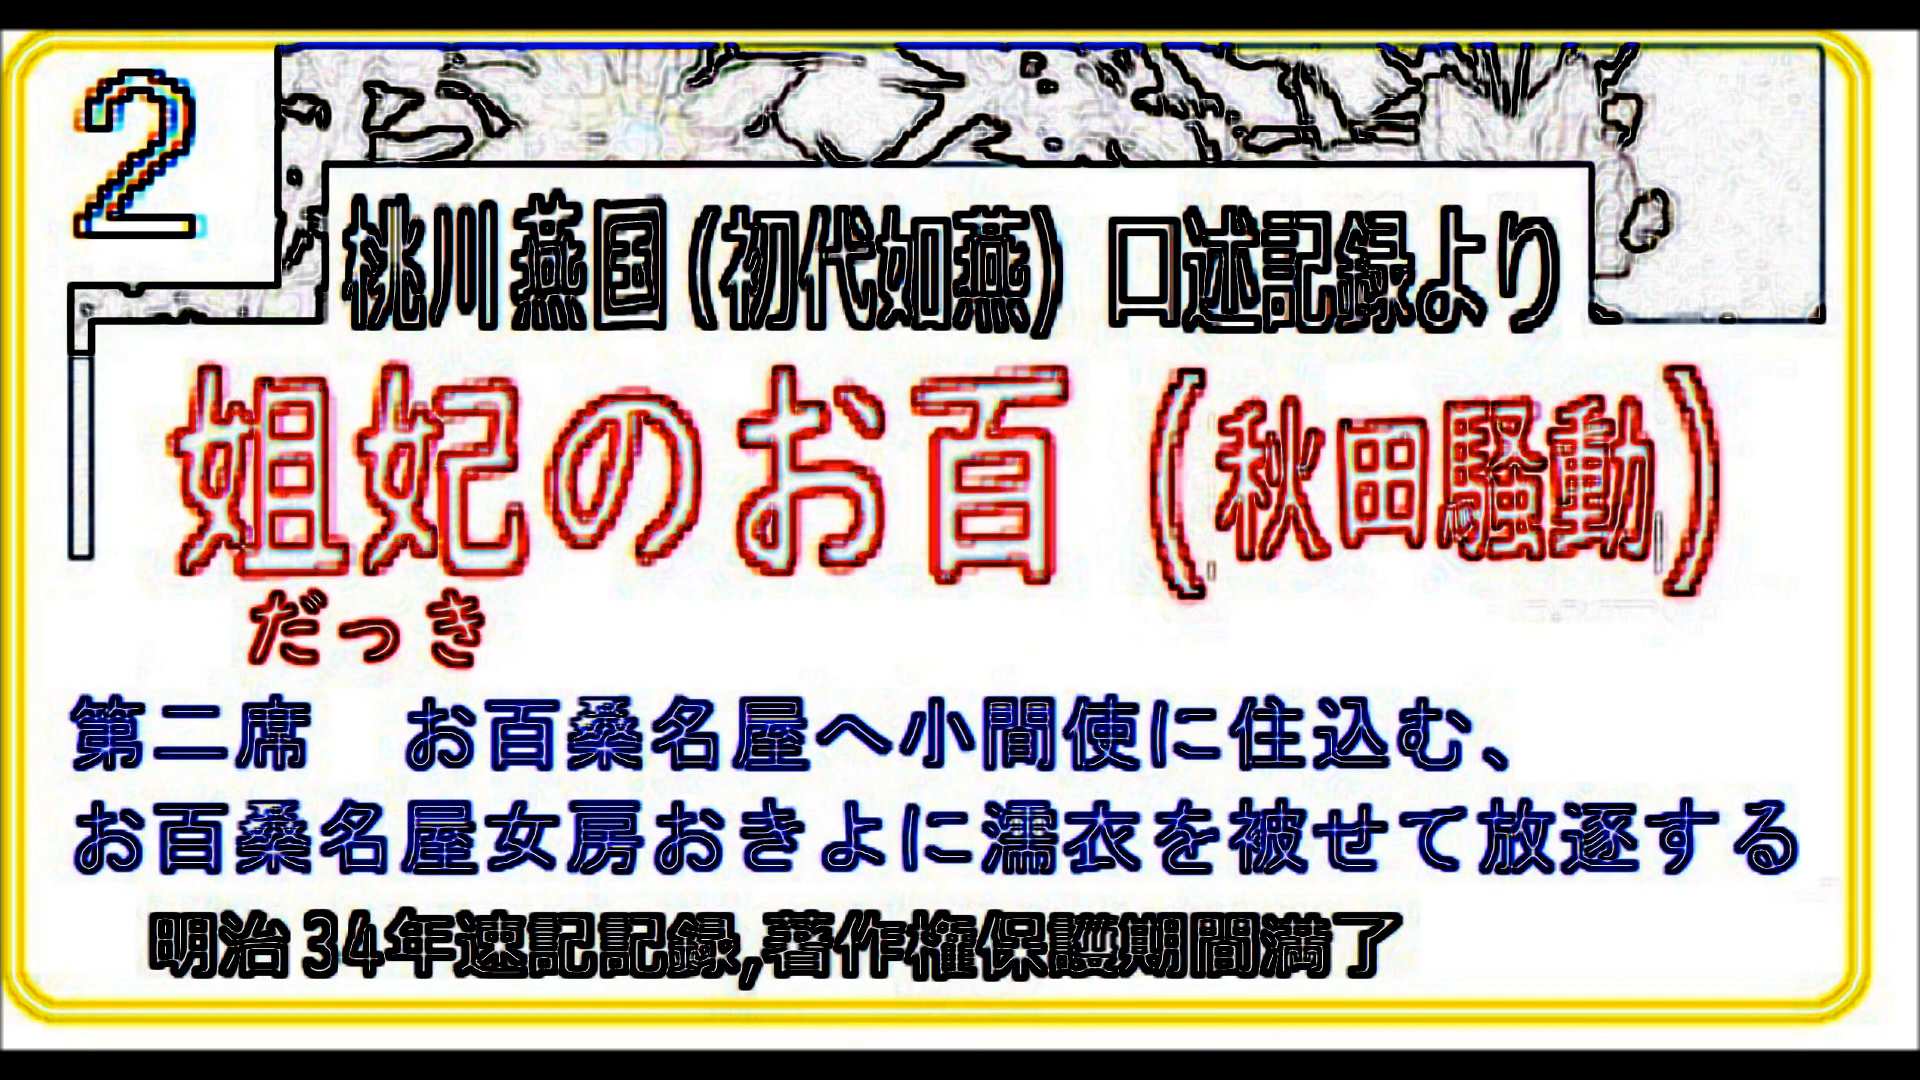 2
桃川燕国(初代如燕)口述記録より
妲妃のお百(秋田騒動)
だっき
第二席　お百桑名屋へ小間使に住込む、
お百桑名屋女房おきよに濡衣を被せて放逐する
明治34年速記記録,著作権保護期間満了